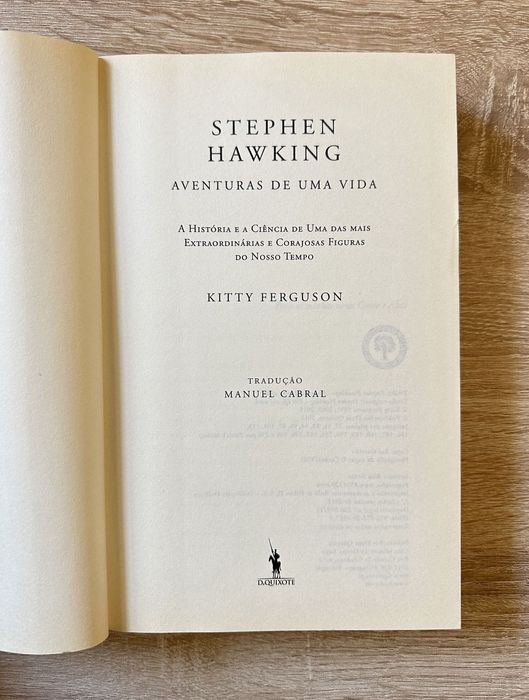 STEPHEN
HAWKING
AVENTURAS DE UMA VIDA
A HISTÓRIA E A CIÊNCIA DE UMA DAS MAIS
EXTRAORDINÁRIAS E CORAJOSAS FIGURAS
DO NOSSO TEMPO
KITTY FERGUSON
TRADUÇÃO
MANUEL CABRAL
D.QUIXOTE